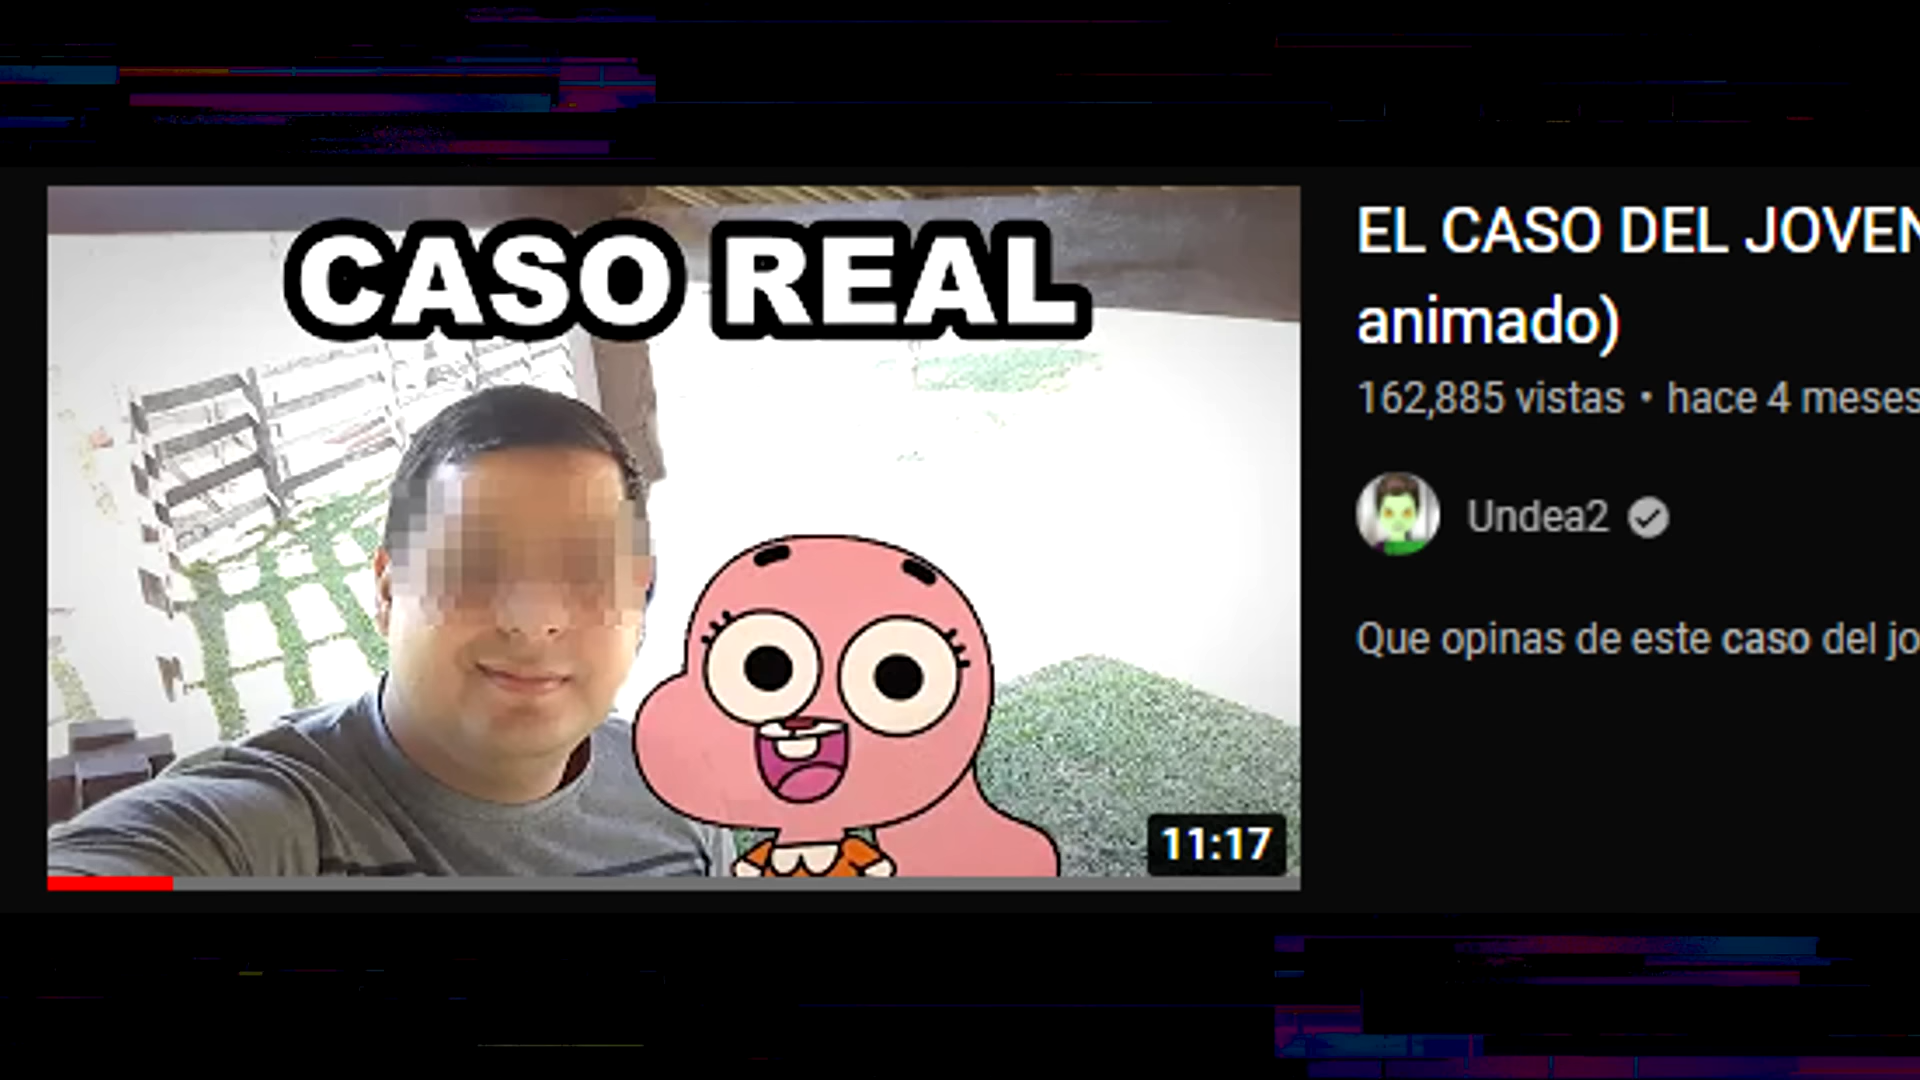 CASO REAL
11:17
EL CASO DEL JOVEN
animado)
162,885 vistas • hace 4 meses
Undea2
Que opinas de este caso del jo